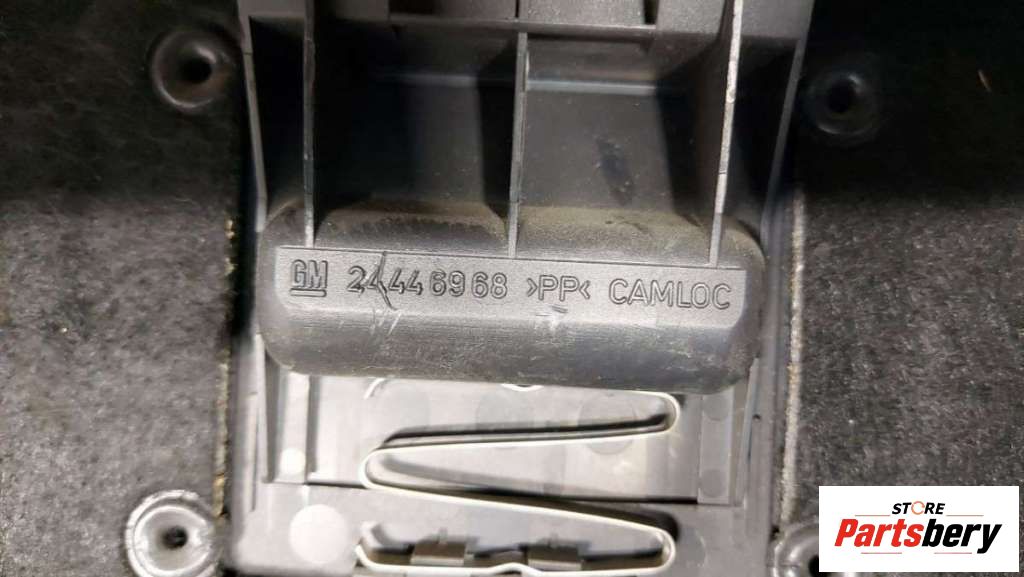 GM 24446968 >PP< CAMLOC
STORE
Partsbery